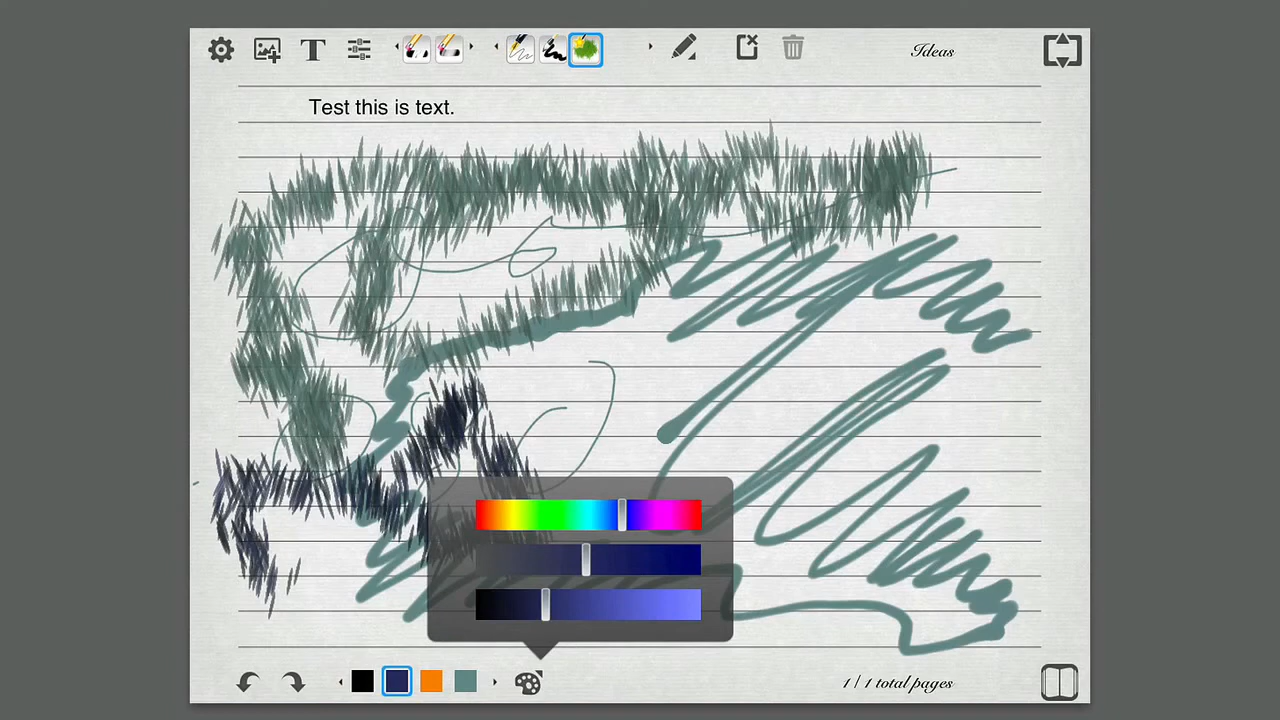 T
Ideas
Test this is text.
1 / 1 total pages